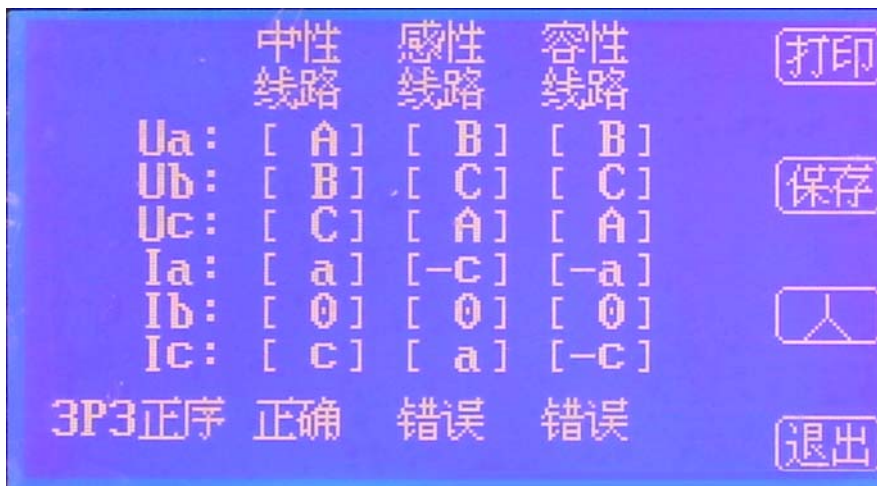 中性 感性 容性 打印
线路 线路 线路
Ua: [ A] [ B] [ B]
Ub: [ B] [ C] [ C] 保存
Uc: [ C] [ A] [ A]
Ia: [ a] [-c] [-a]
Ib: [ 0] [ 0] [ 0]
Ic: [ c] [ a] [-c]
3P3正序 正确 错误 错误 退出